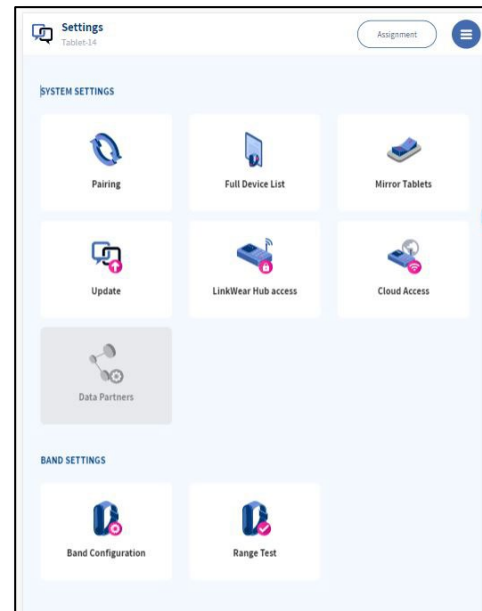 Settings
Tablet-14
Assignment
SYSTEM SETTINGS
Pairing
Full Device List
Mirror Tablets
Update
LinkWear Hub access
Cloud Access
Data Partners
BAND SETTINGS
Band Configuration
Range Test